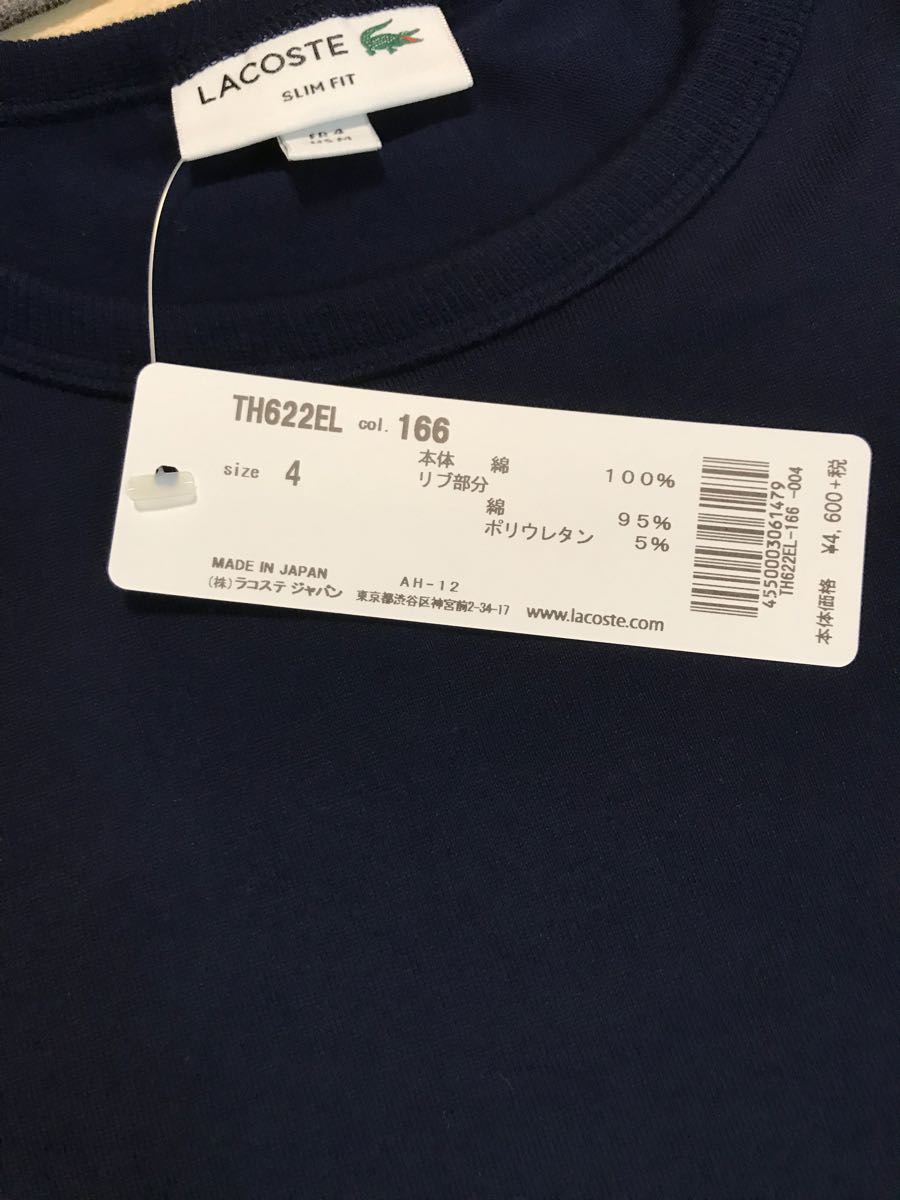 LACOSTE
SLIM FIT
FR 4
US M
TH622EL col. 166
size 4
本体 綿 100%
リブ部分
綿 95%
ポリウレタン 5%
MADE IN JAPAN
(株)ラコステ ジャパン
AH-12
東京都渋谷区神宮前2-34-17
www.lacoste.com
4550003061479
TH622EL-166 -004
本体価格 ¥4,600+税